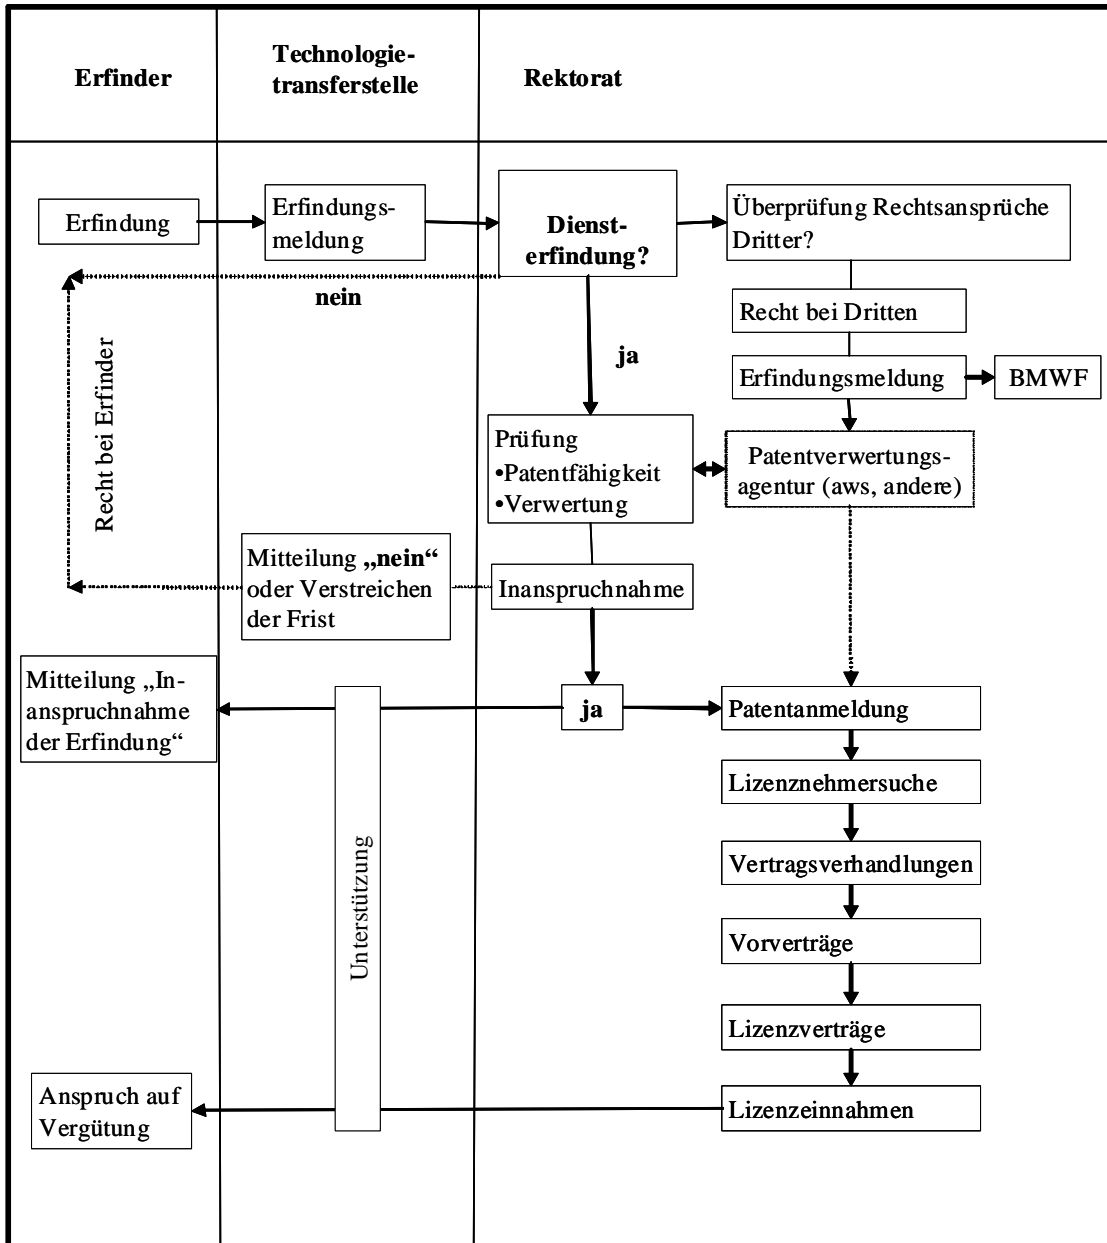 Erfinder
Technologie-
transferstelle
Rektorat
Erfindung
Erfindungs-
meldung
Dienst-
erfindung?
Überprüfung Rechtsansprüche
Dritter?
nein
ja
Recht bei Dritten
Erfindungsmeldung
BMWF
Recht bei Erfinder
Prüfung
•Patentfähigkeit
•Verwertung
Patentverwertungs-
agentur (aws, andere)
Mitteilung „nein“
oder Verstreichen
der Frist
Inanspruchnahme
Mitteilung „In-
anspruchnahme
der Erfindung“
ja
Patentanmeldung
Lizenznehmersuche
Vertragsverhandlungen
Unterstützung
Vorverträge
Lizenzverträge
Anspruch auf
Vergütung
Lizenzeinnahmen